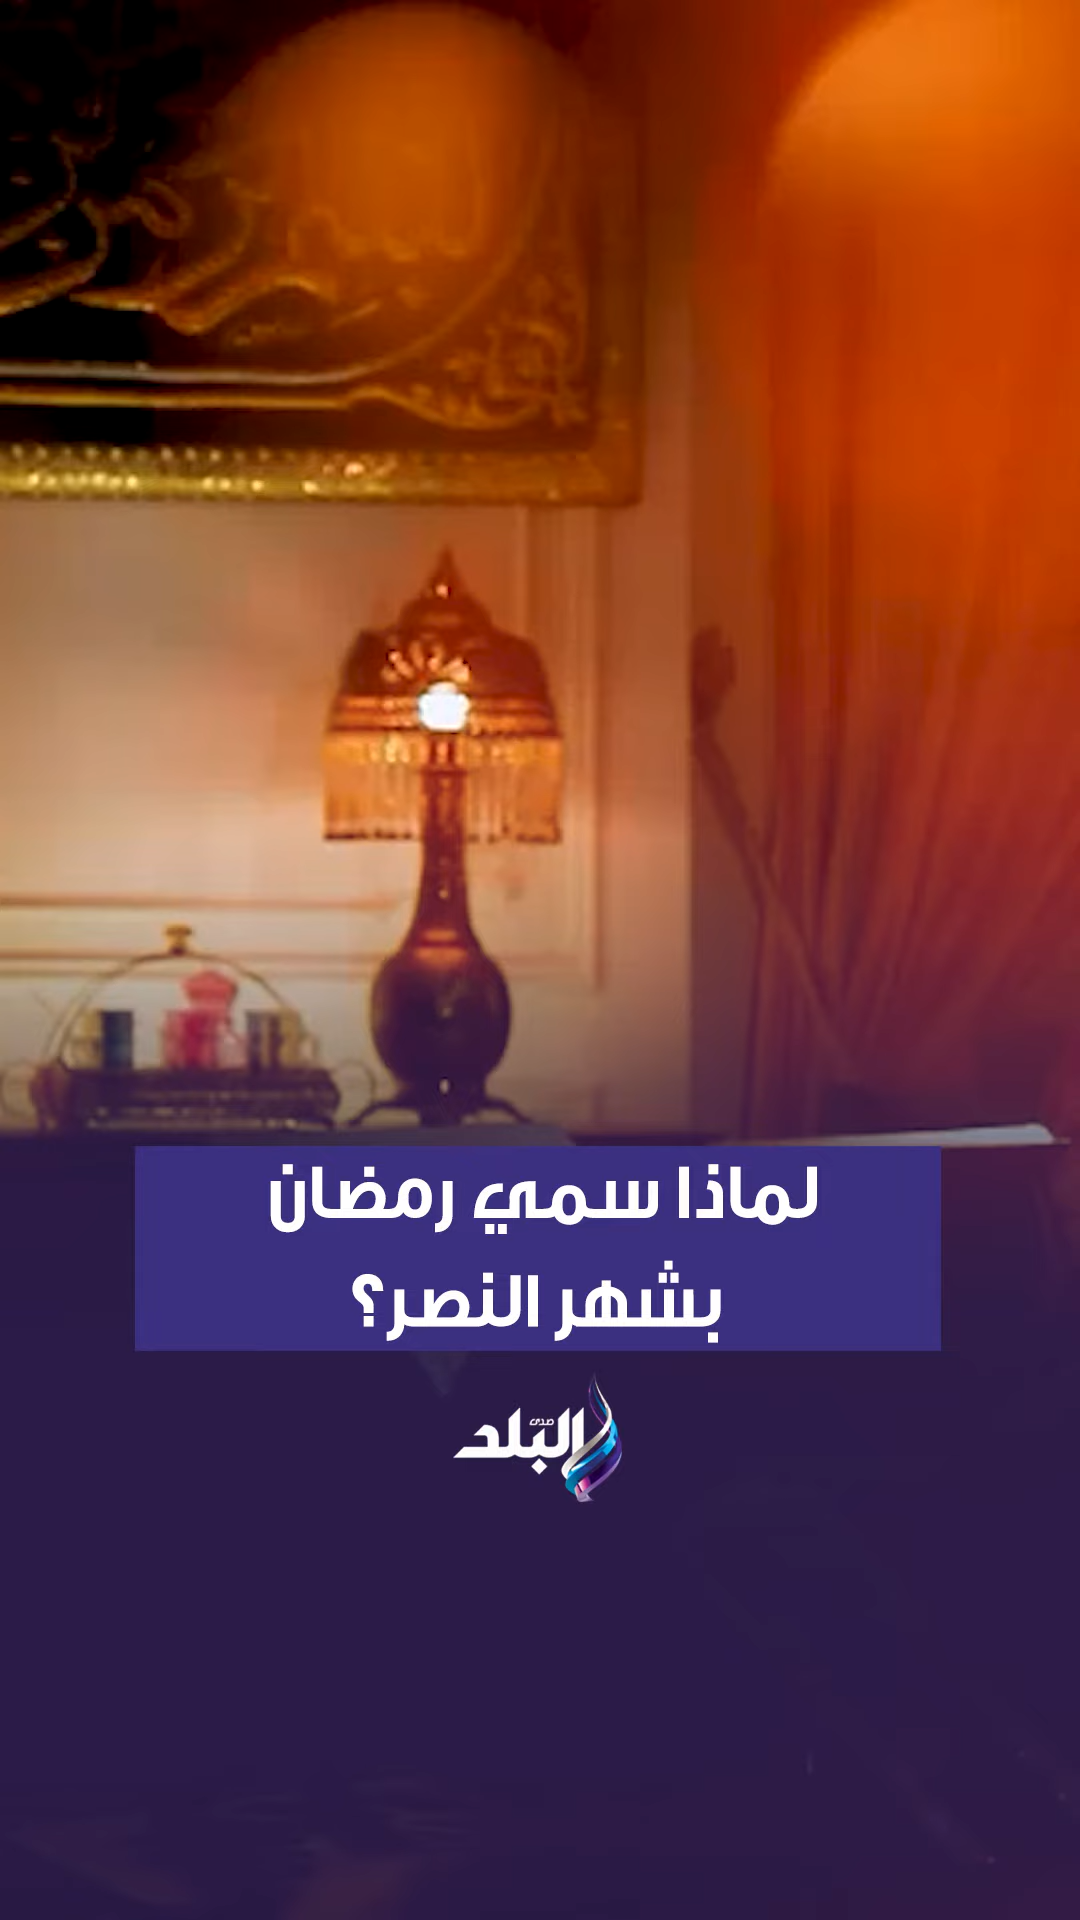 لماذا سمي رمضان
بشهر النصر؟
صدى
البلد